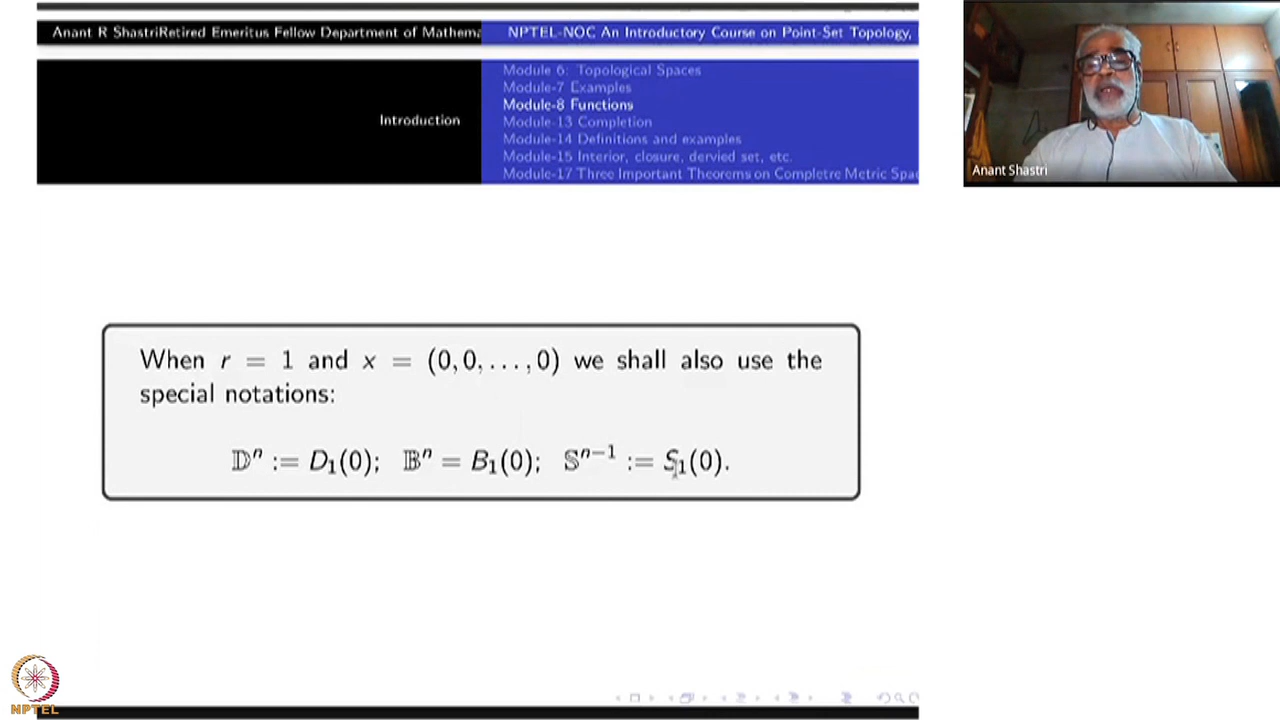 Anant R ShastriRetired Emeritus Fellow Department of Mathema
NPTEL-NOC An Introductory Course on Point-Set Topology,
Introduction
Module 6: Topological Spaces
Module-7 Examples
Module-8 Functions
Module-13 Completion
Module-14 Definitions and examples
Module-15 Interior, closure, dervied set, etc.
Module-17 Three Important Theorems on Completre Metric Spac
Anant Shastri
When r = 1 and x = (0, 0, . . . , 0) we shall also use the
special notations:
𝔻ⁿ := D₁(0); 𝔹ⁿ = B₁(0); 𝕊ⁿ⁻¹ := S₁(0).
NPTEL